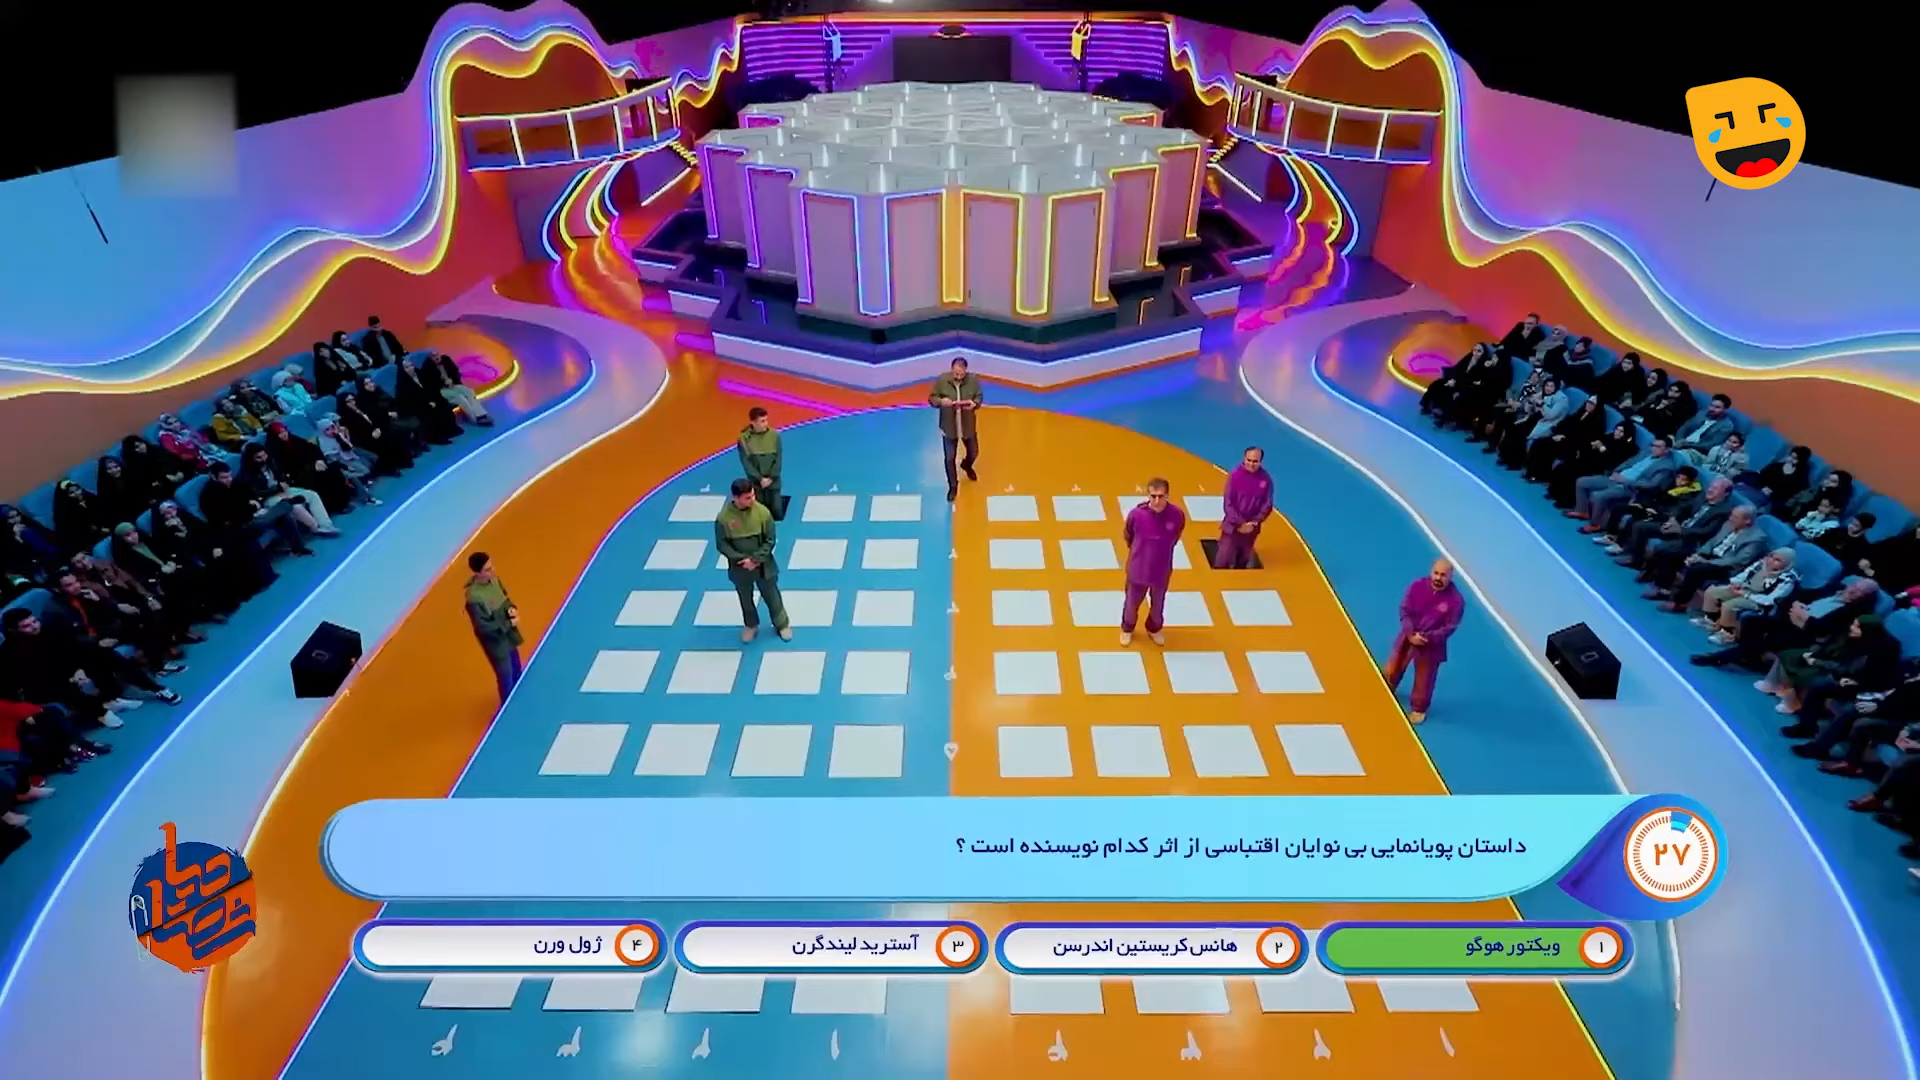 داستان پویانمایی بی نوایان اقتباسی از اثر کدام نویسنده است ؟
۲۷
۱ ویکتور هوگو
۲ هانس کریستین اندرسن
۳ آسترید لیندگرن
۴ ژول ورن